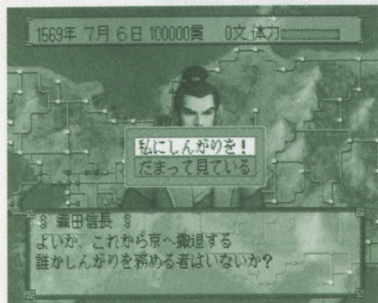 1569年 7月 6日 100000貫 0文 体力
私にしんがりを!
だまって見ている
§ 織田信長 §
よいか、これから京へ撤退する
誰かしんがりを務める者はいないか?